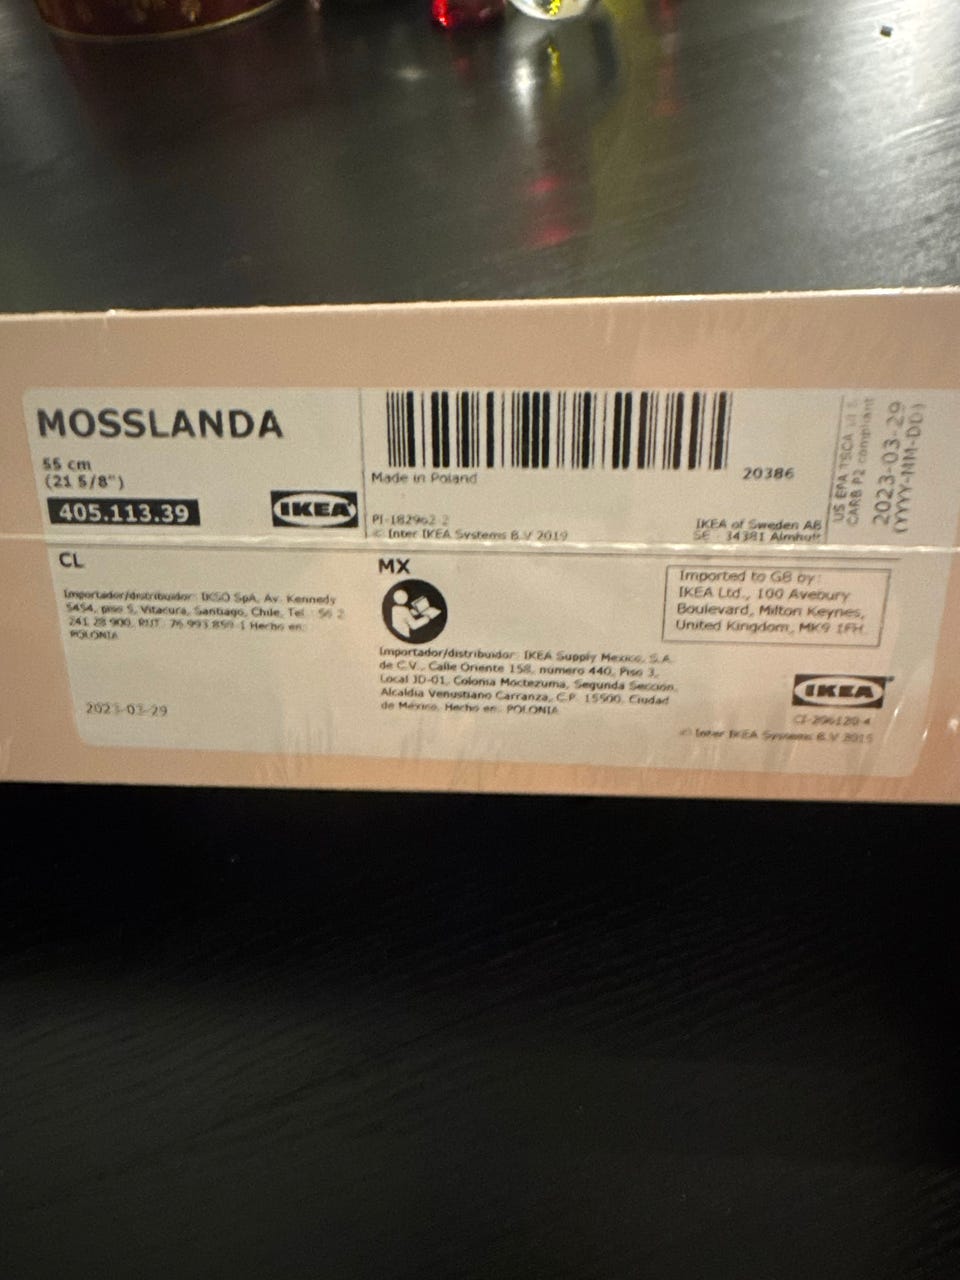 MOSSLANDA
55 cm
(21 5/8")
405.113.39
IKEA
Made in Poland
20386
PI-182962-2
© Inter IKEA Systems B.V 2019
IKEA of Sweden AB
SE - 34381 Älmhult
US EPA TSCA VI &
CARB P2 compliant
2023-03-29
(YYYY-MM-DD)
CL
Importador/distribuidor: IKSO SpA, Av. Kennedy
5454, piso 5, Vitacura, Santiago, Chile, Tel.: 56 2
241 28 900, RUT: 76.993.859-1 Hecho en:
POLONIA
2023-03-29
MX
Importador/distribuidor: IKEA Supply Mexico, S.A.
de C.V., Calle Oriente 158, número 440, Piso 3,
Local JD-01, Colonia Moctezuma, Segunda Sección,
Alcaldía Venustiano Carranza, C.P. 15500, Ciudad
de México. Hecho en: POLONIA
Imported to GB by:
IKEA Ltd., 100 Avebury
Boulevard, Milton Keynes,
United Kingdom, MK9 1FH
IKEA
CI-206120-4
© Inter IKEA Systems B.V 2015